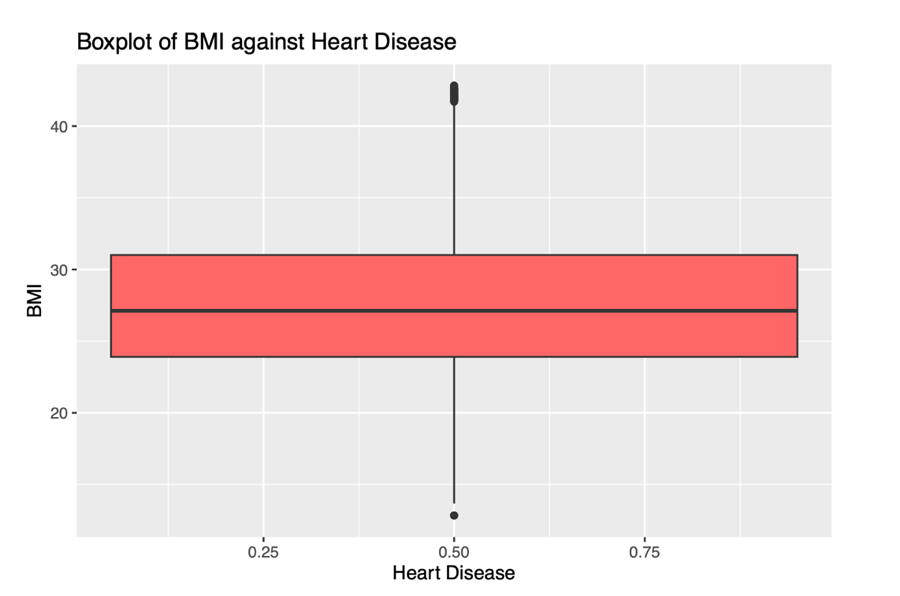 Boxplot of BMI against Heart Disease
40
30
20
BMI
0.25 0.50 0.75
Heart Disease